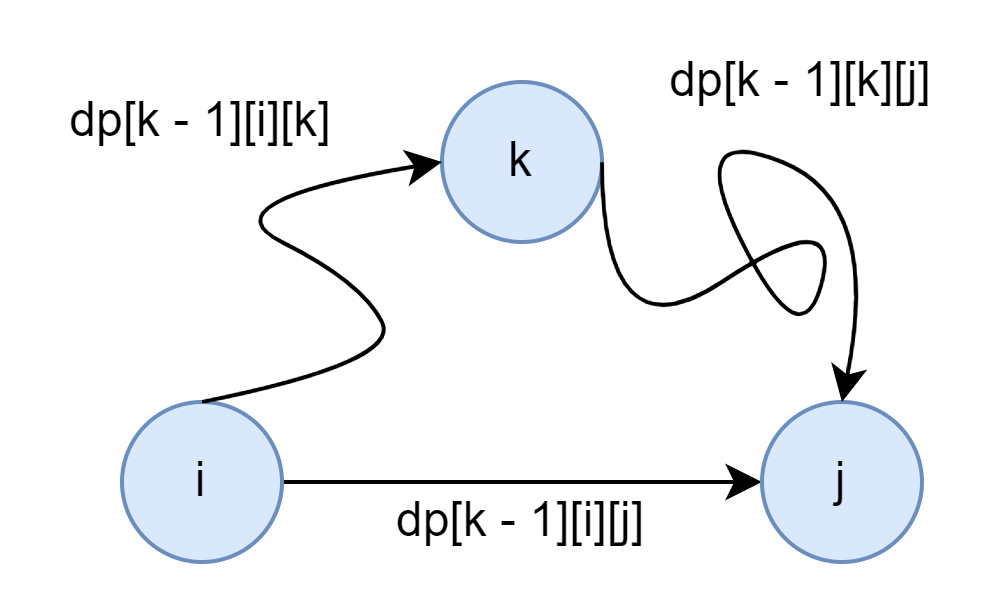 dp[k - 1][k][j]
dp[k - 1][i][k]
k
i
j
dp[k - 1][i][j]